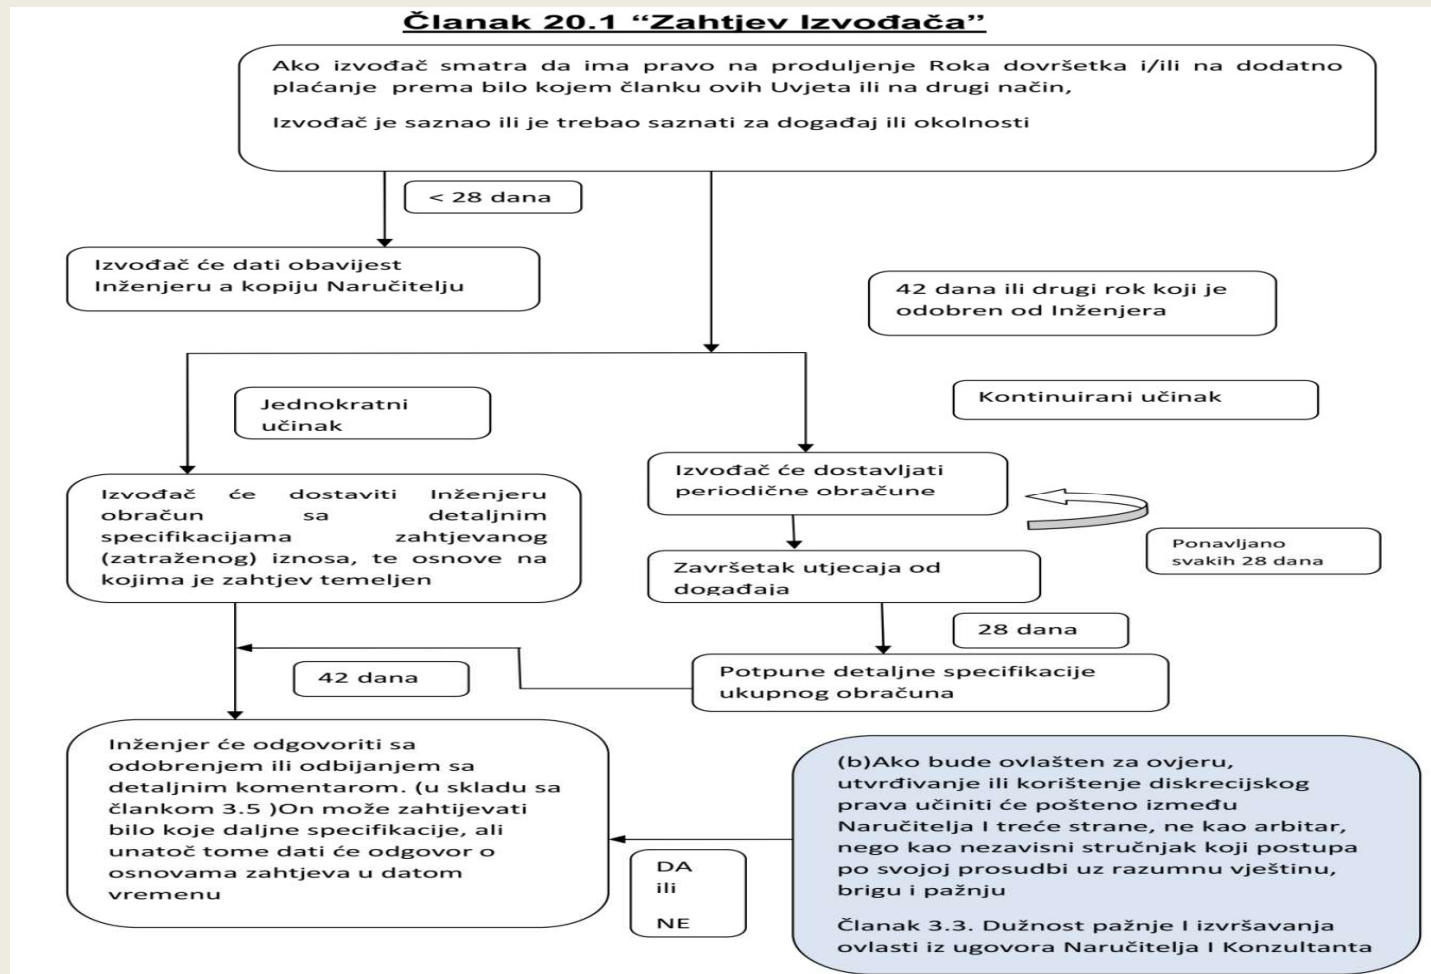 Članak 20.1 “Zahtjev Izvođača”
Ako izvođač smatra da ima pravo na produljenje Roka dovršetka i/ili na dodatno
plaćanje prema bilo kojem članku ovih Uvjeta ili na drugi način,
Izvođač je saznao ili je trebao saznati za događaj ili okolnosti
< 28 dana
Izvođač će dati obavijest
Inženjeru a kopiju Naručitelju
42 dana ili drugi rok koji je
odobren od Inženjera
Jednokratni
učinak
Kontinuirani učinak
Izvođač će dostaviti Inženjeru
obračun sa detaljnim
specifikacijama zahtjevanog
(zatraženog) iznosa, te osnove na
kojima je zahtjev temeljen
Izvođač će dostavljati
periodične obračune
Ponavljano
svakih 28 dana
Završetak utjecaja od
događaja
28 dana
42 dana
Potpune detaljne specifikacije
ukupnog obračuna
Inženjer će odgovoriti sa
odobrenjem ili odbijanjem sa
detaljnim komentarom. (u skladu sa
člankom 3.5 )On može zahtijevati
bilo koje daljne specifikacije, ali
unatoč tome dati će odgovor o
osnovama zahtjeva u datom
vremenu
DA
ili
NE
(b)Ako bude ovlašten za ovjeru,
utvrđivanje ili korištenje diskrecijskog
prava učiniti će pošteno između
Naručitelja I treće strane, ne kao arbitar,
nego kao nezavisni stručnjak koji postupa
po svojoj prosudbi uz razumnu vještinu,
brigu i pažnju
Članak 3.3. Dužnost pažnje I izvršavanja
ovlasti iz ugovora Naručitelja I Konzultanta